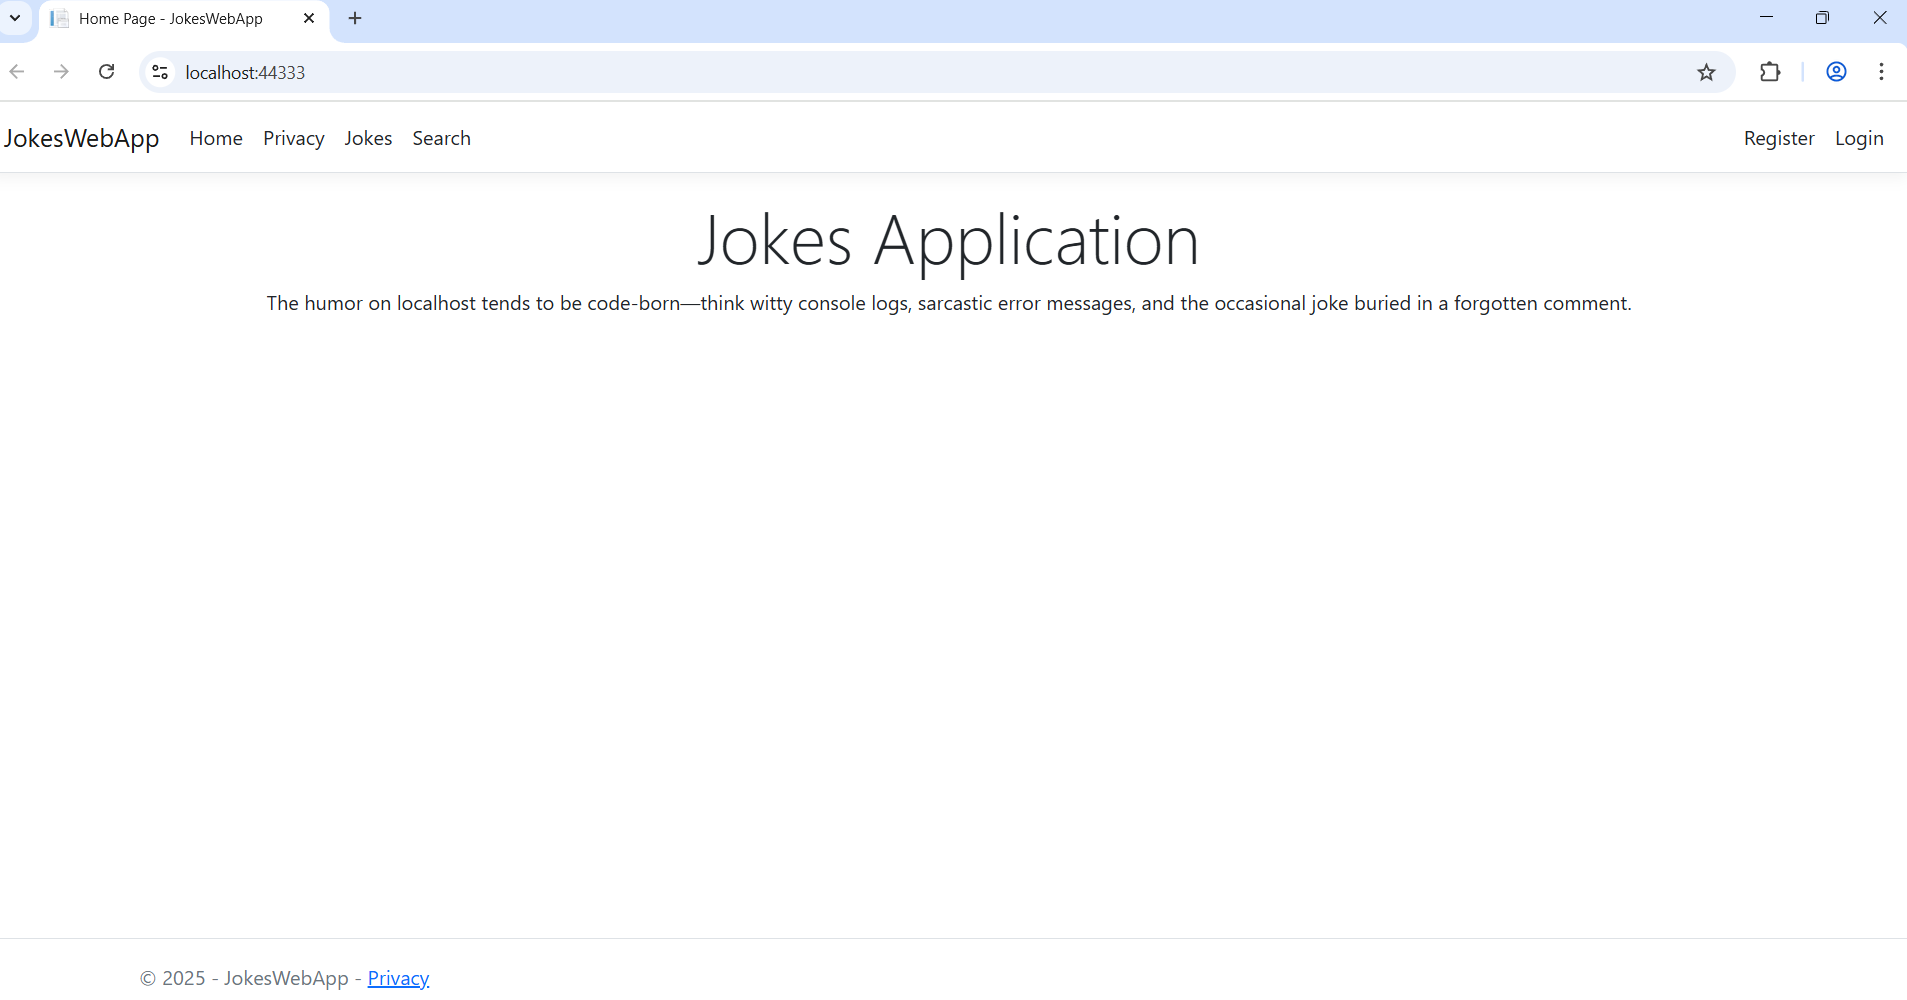 Home Page - JokesWebApp
localhost:44333
JokesWebApp Home Privacy Jokes Search Register Login
Jokes Application
The humor on localhost tends to be code-born—think witty console logs, sarcastic error messages, and the occasional joke buried in a forgotten comment.
© 2025 - JokesWebApp - Privacy